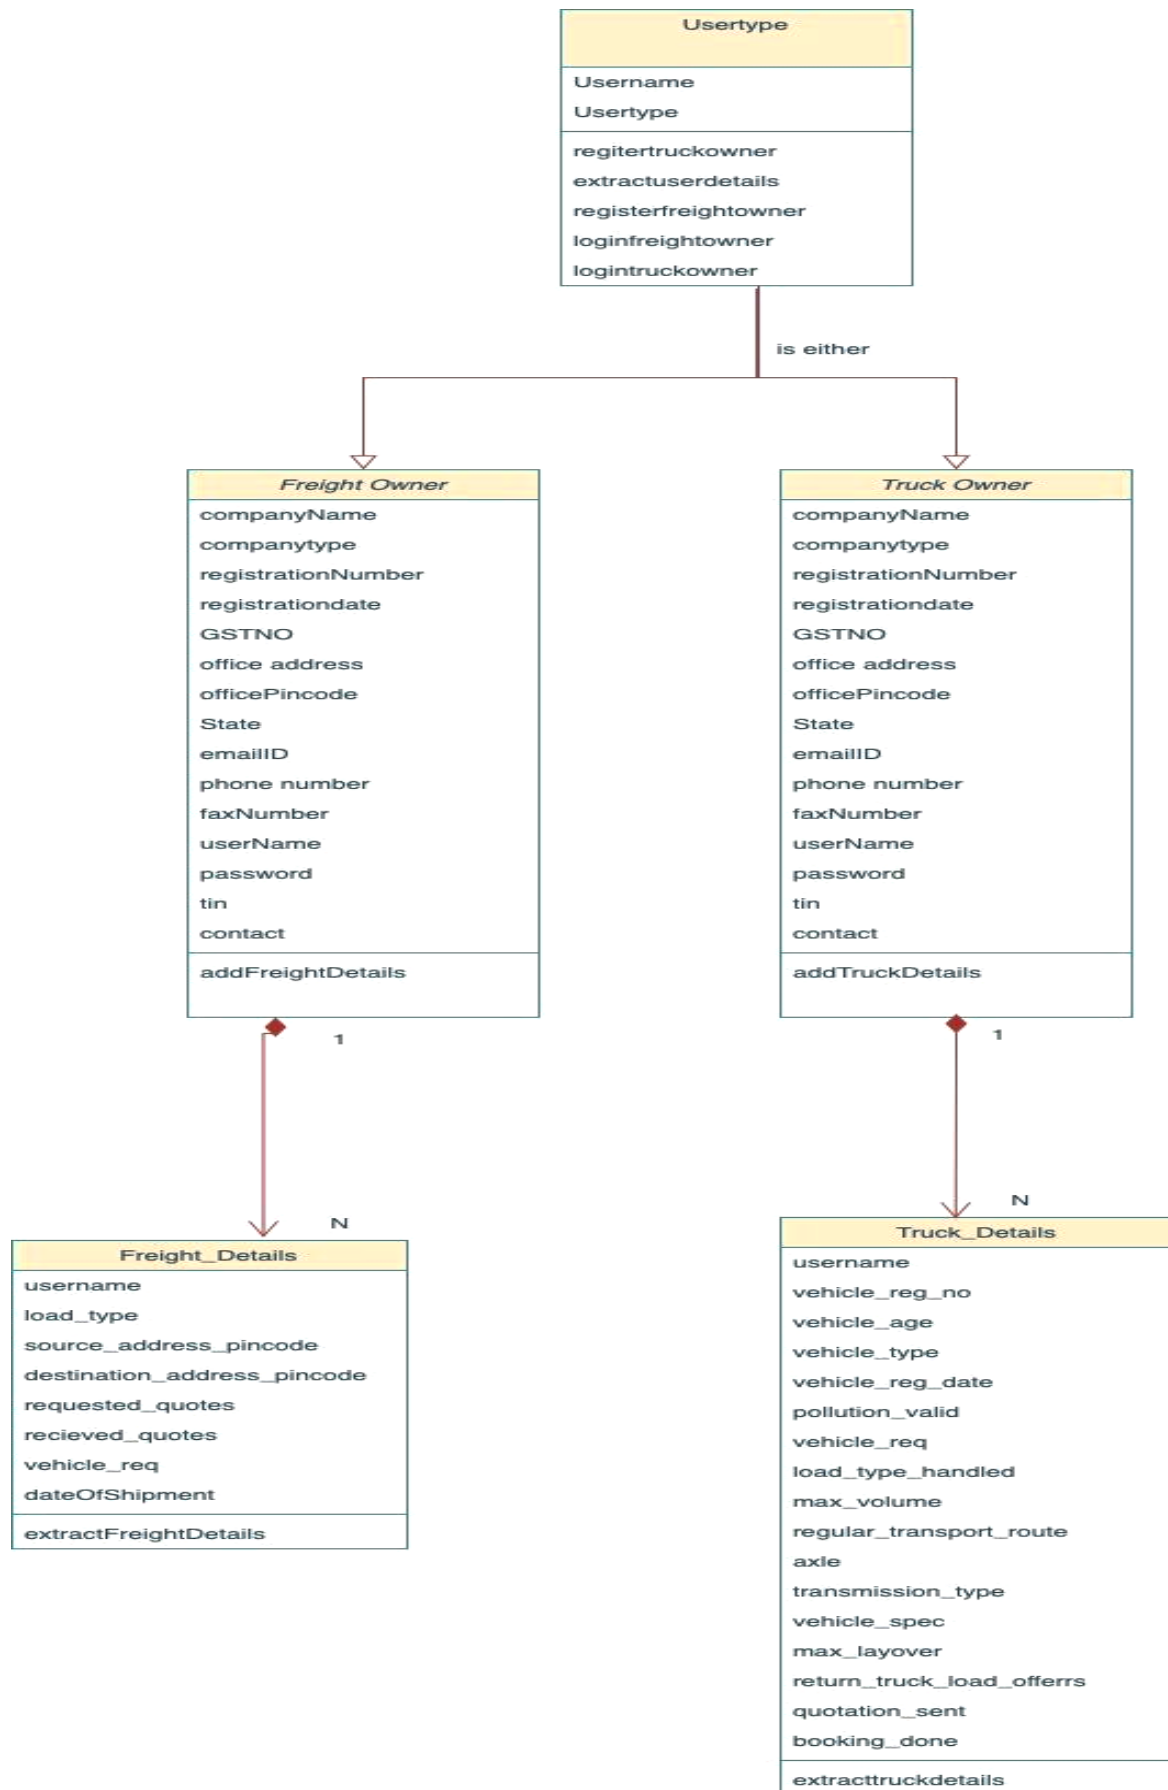 Usertype
Username
Usertype
regitertruckowner
extractuserdetails
registerfreightowner
loginfreightowner
logintruckowner
is either
Freight Owner
companyName
companytype
registrationNumber
registrationdate
GSTNO
office address
officePincode
State
emailID
phone number
faxNumber
userName
password
tin
contact
addFreightDetails
1
N
Freight_Details
username
load_type
source_address_pincode
destination_address_pincode
requested_quotes
recieved_quotes
vehicle_req
dateOfShipment
extractFreightDetails
Truck Owner
companyName
companytype
registrationNumber
registrationdate
GSTNO
office address
officePincode
State
emailID
phone number
faxNumber
userName
password
tin
contact
addTruckDetails
1
N
Truck_Details
username
vehicle_reg_no
vehicle_age
vehicle_type
vehicle_reg_date
pollution_valid
vehicle_req
load_type_handled
max_volume
regular_transport_route
axle
transmission_type
vehicle_spec
max_layover
return_truck_load_offerrs
quotation_sent
booking_done
extracttruckdetails